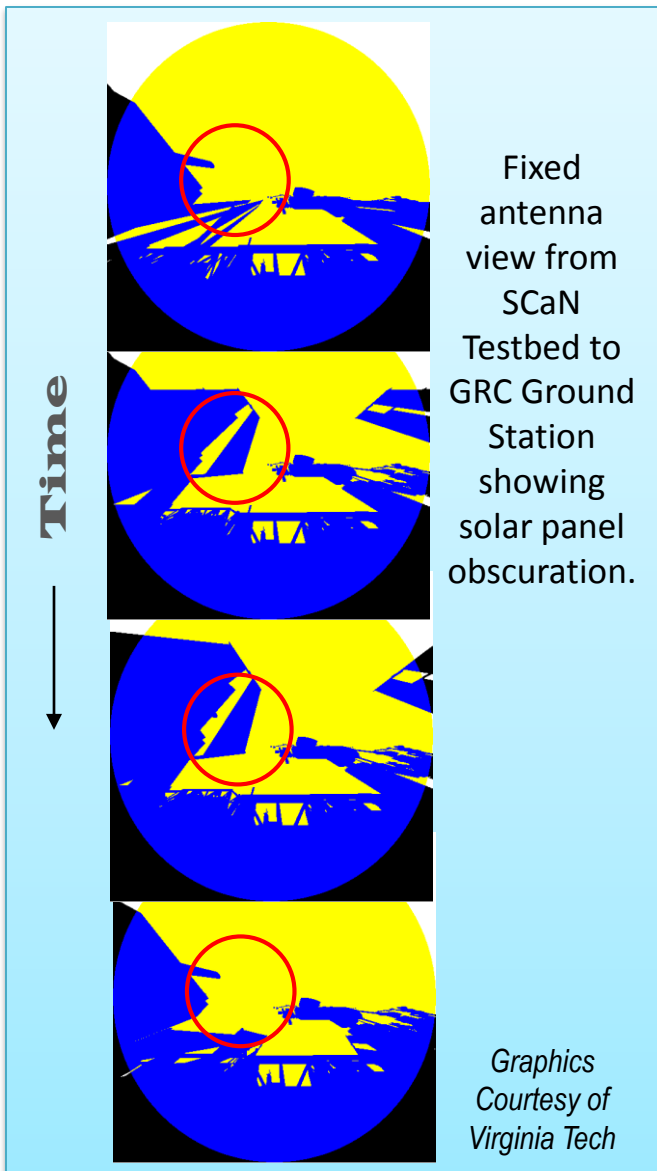 Fixed
antenna
view from
SCaN
Testbed to
GRC Ground
Station
showing
solar panel
obscuration.
Time
Graphics
Courtesy of
Virginia Tech